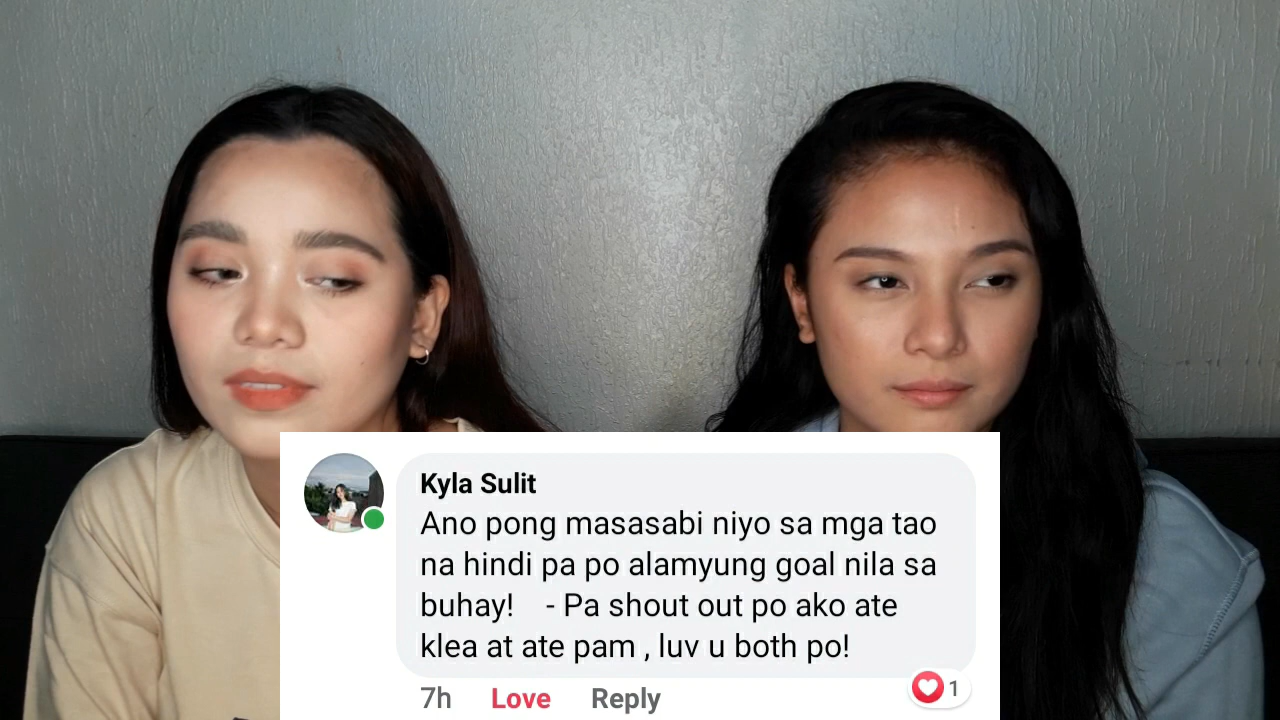 Kyla Sulit
Ano pong masasabi niyo sa mga tao
na hindi pa po alamyung goal nila sa
buhay! - Pa shout out po ako ate
klea at ate pam , luv u both po!
7h Love Reply 1